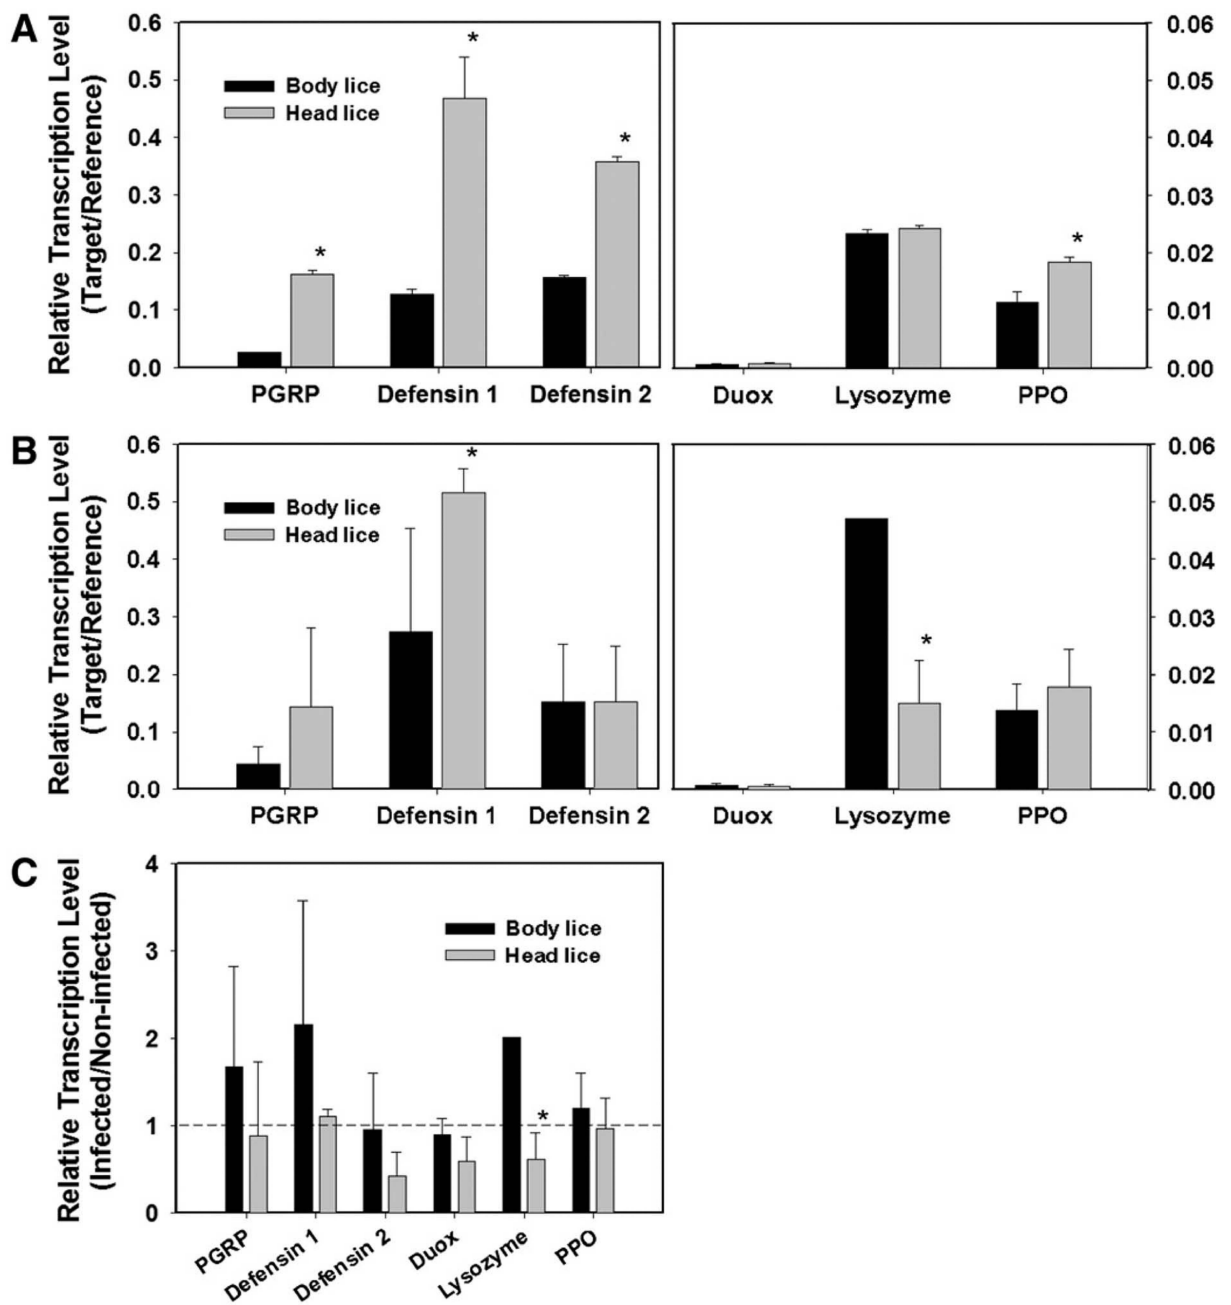 A
Relative Transcription Level
(Target/Reference)
0.6
0.5
0.4
0.3
0.2
0.1
0.0
Body lice
Head lice
*
*
*
PGRP
Defensin 1
Defensin 2
*
0.06
0.05
0.04
0.03
0.02
0.01
0.00
Duox
Lysozyme
PPO
B
Relative Transcription Level
(Target/Reference)
0.6
0.5
0.4
0.3
0.2
0.1
0.0
Body lice
Head lice
*
PGRP
Defensin 1
Defensin 2
*
0.06
0.05
0.04
0.03
0.02
0.01
0.00
Duox
Lysozyme
PPO
C
Relative Transcription Level
(Infected/Non-infected)
4
3
2
1
0
Body lice
Head lice
*
PGRP
Defensin 1
Defensin 2
Duox
Lysozyme
PPO